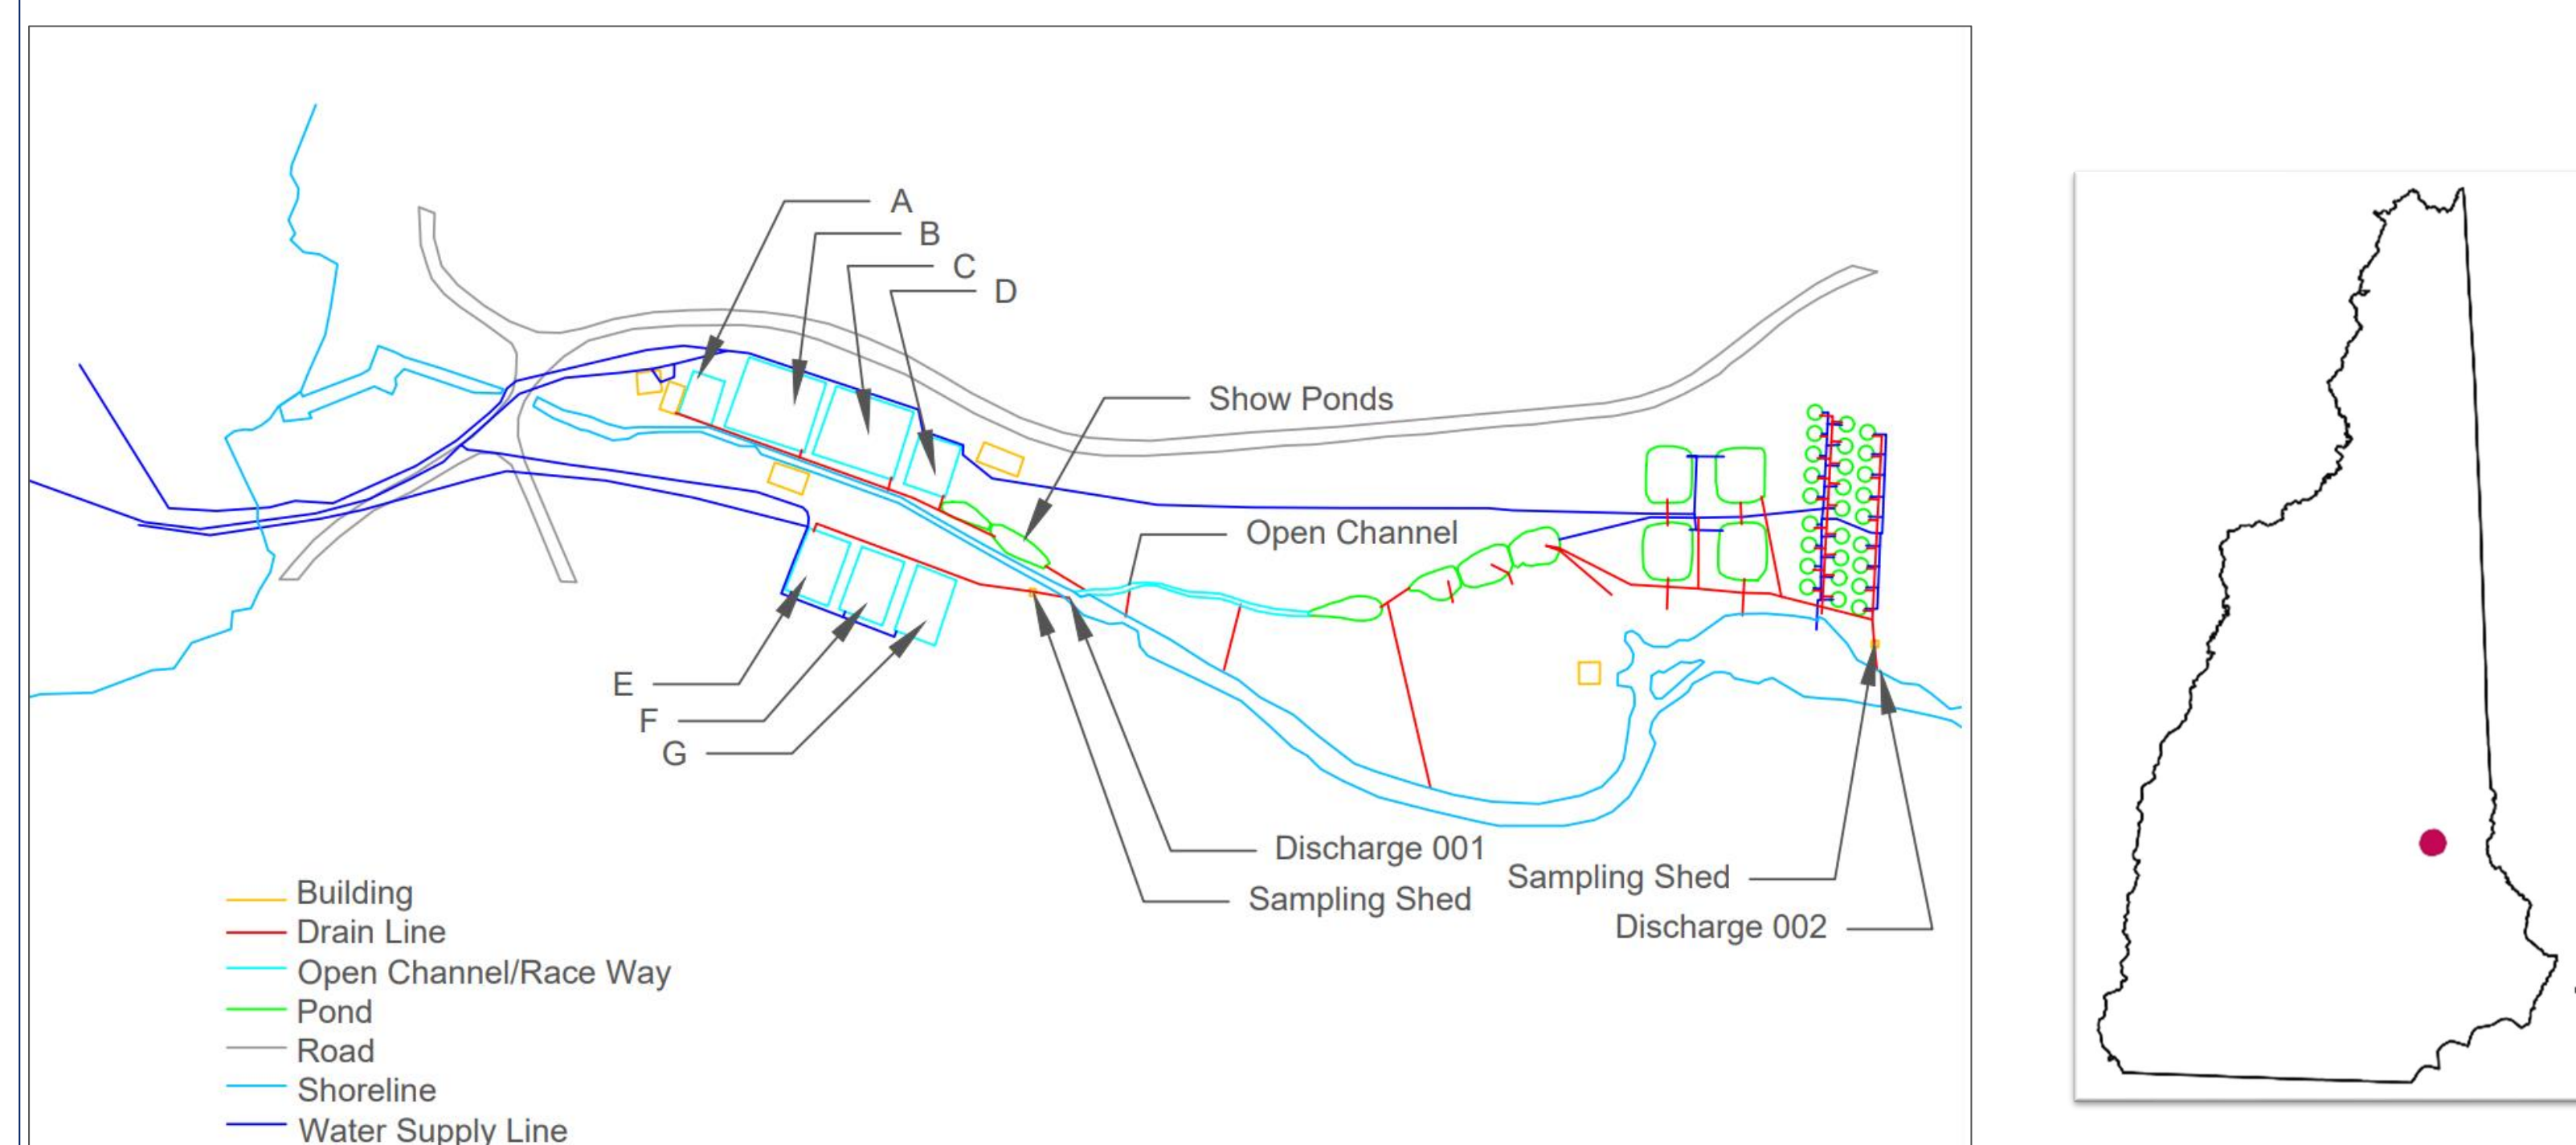 A
B
C
D
Show Ponds
Open Channel
E
F
G
Discharge 001
Sampling Shed
Sampling Shed
Discharge 002
Building
Drain Line
Open Channel/Race Way
Pond
Road
Shoreline
Water Supply Line